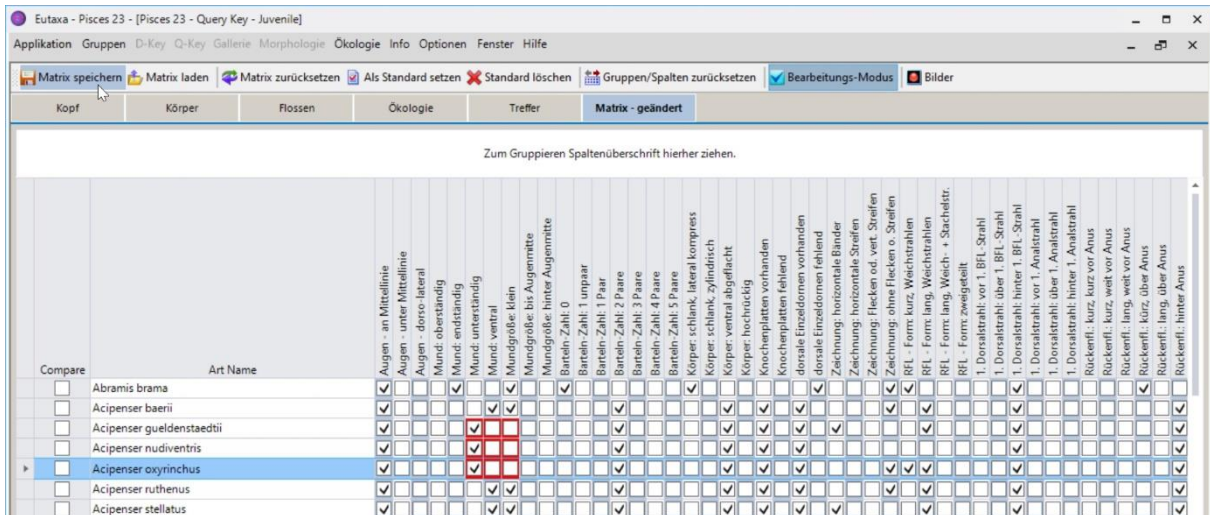 Eutaxa - Pisces 23 - [Pisces 23 - Query Key - Juvenile]
Applikation Gruppen D-Key Q-Key Gallerie Morphologie Ökologie Info Optionen Fenster Hilfe
Matrix speichern Matrix laden Matrix zurücksetzen Als Standard setzen Standard löschen Gruppen/Spalten zurücksetzen Bearbeitungs-Modus Bilder
Kopf Körper Flossen Ökologie Treffer Matrix - geändert
Zum Gruppieren Spaltenüberschrift hierher ziehen.
Compare
Art Name
Augen - an Mittellinie
Augen - unter Mittellinie
Augen - dorso-lateral
Mund: oberständig
Mund: endständig
Mund: unterständig
Mund: ventral
Mundgröße: klein
Mundgröße: bis Augenmitte
Mundgröße: hinter Augenmitte
Barteln-Zahl: 0
Barteln-Zahl: 1 unpaar
Barteln-Zahl: 1 Paar
Barteln-Zahl: 2 Paare
Barteln-Zahl: 3 Paare
Barteln-Zahl: 4 Paare
Barteln-Zahl: 5 Paare
Körper: schlank, lateral kompress
Körper: schlank, zylindrisch
Körper: ventral abgeflacht
Körper: hochrückig
Knochenplatten vorhanden
Knochenplatten fehlend
dorsale Einzeldornen vorhanden
dorsale Einzeldornen fehlend
Zeichnung: horizontale Bänder
Zeichnung: horizontale Streifen
Zeichnung: Flecken od. vert. Streifen
Zeichnung: ohne Flecken o. Streifen
RFL - Form: kurz, Weichstrahlen
RFL - Form: lang, Weichstrahlen
RFL - Form: lang, Weich- + Stachelstr.
RFL - Form: zweigeteilt
1. Dorsalstrahl: vor 1. BFL-Strahl
1. Dorsalstrahl: über 1. BFL-Strahl
1. Dorsalstrahl: hinter 1. BFL-Strahl
1. Dorsalstrahl: vor 1. Analstrahl
1. Dorsalstrahl: über 1. Analstrahl
1. Dorsalstrahl: hinter 1. Analstrahl
Rückenfl.: kurz, kurz vor Anus
Rückenfl.: kurz, weit vor Anus
Rückenfl.: lang, weit vor Anus
Rückenfl.: kürz, über Anus
Rückenfl.: lang, über Anus
Rückenfl.: hinter Anus
Abramis brama
Acipenser baerii
Acipenser gueldenstaedtii
Acipenser nudiventris
Acipenser oxyrinchus
Acipenser ruthenus
Acipenser stellatus